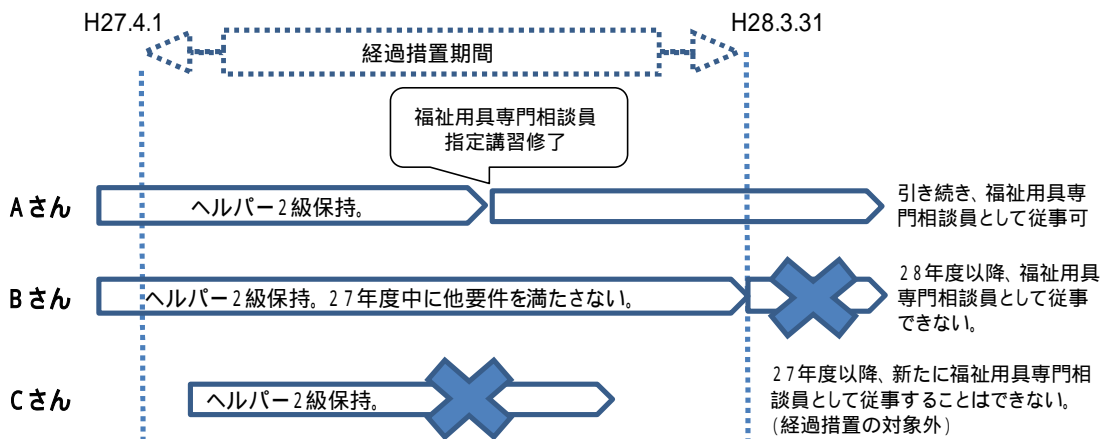 H27.4.1
H28.3.31
経過措置期間
福祉用具専門相談員
指定講習修了
Aさん
ヘルパー2級保持。
引き続き、福祉用具専
門相談員として従事可
Bさん
ヘルパー2級保持。27年度中に他要件を満たさない。
28年度以降、福祉用具
専門相談員として従事
できない。
Cさん
ヘルパー2級保持。
27年度以降、新たに福祉用具専門相
談員として従事することはできない。
(経過措置の対象外)